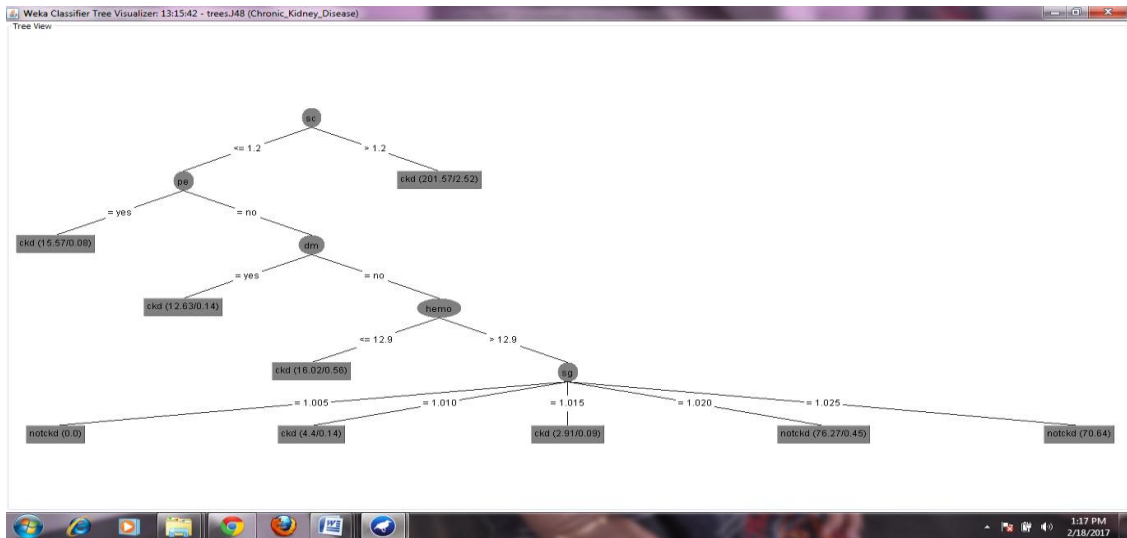 Weka Classifier Tree Visualizer: 13:15:42 - trees.J48 (Chronic_Kidney_Disease)
Tree View
sc
<= 1.2
> 1.2
pe
ckd (201.57/2.52)
= yes
= no
ckd (15.57/0.08)
dm
= yes
= no
ckd (12.63/0.14)
hemo
<= 12.9
> 12.9
ckd (16.02/0.56)
sg
= 1.005
= 1.010
= 1.015
= 1.020
= 1.025
notckd (0.0)
ckd (4.4/0.14)
ckd (2.91/0.09)
notckd (76.27/0.45)
notckd (70.64)
1:17 PM
2/18/2017